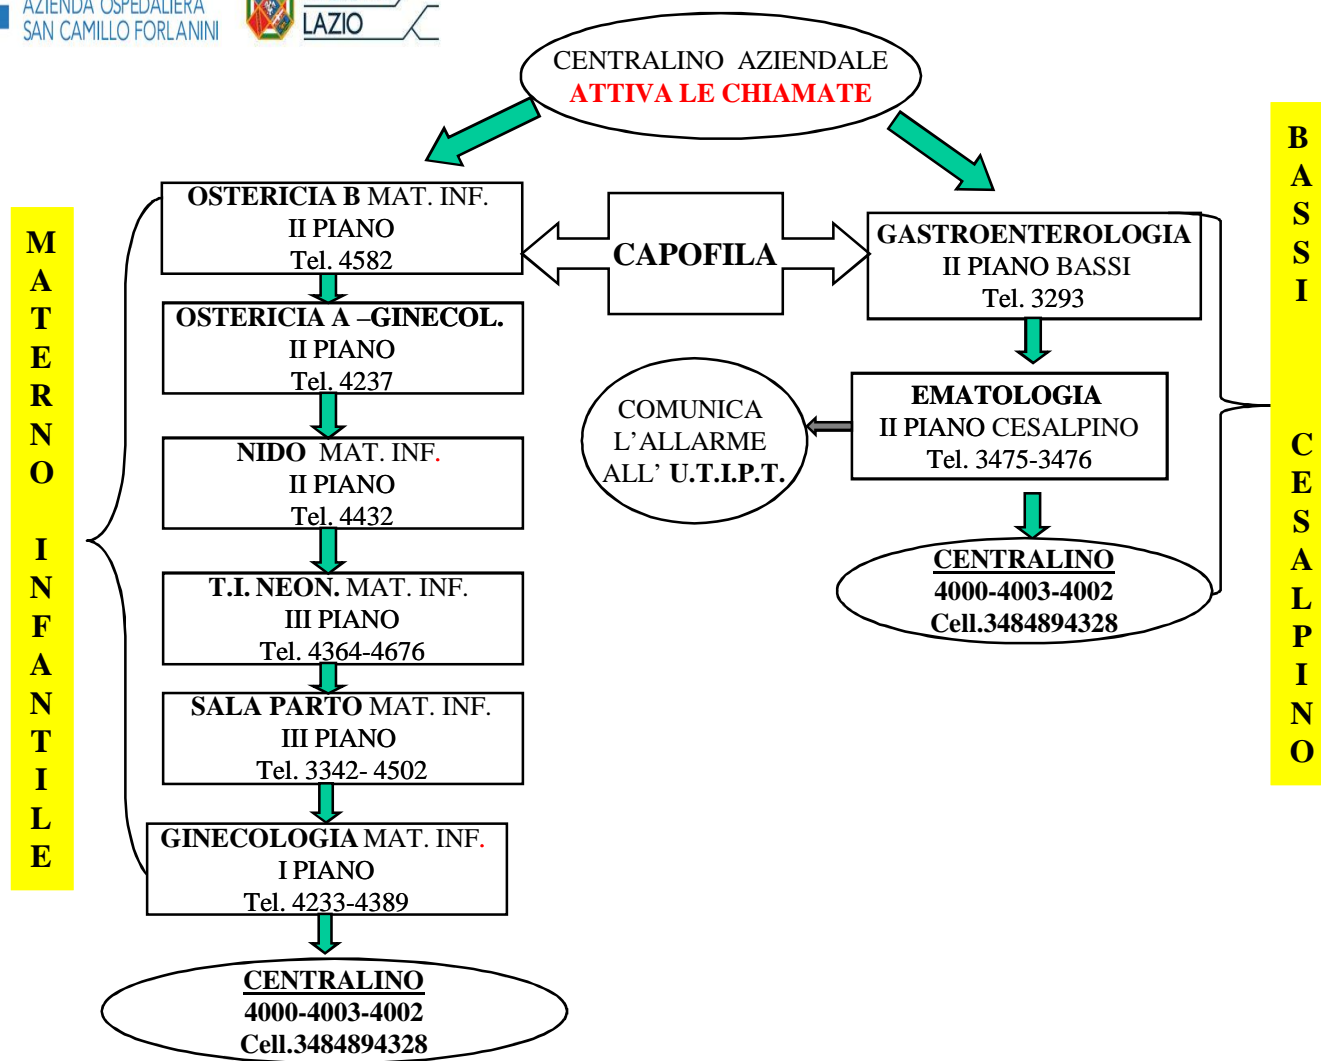 AZIENDA OSPEDALIERA
SAN CAMILLO FORLANINI
LAZIO
CENTRALINO AZIENDALE
ATTIVA LE CHIAMATE
MATERNO INFANTILE
OSTERICIA B MAT. INF.
II PIANO
Tel. 4582
OSTERICIA A –GINECOL.
II PIANO
Tel. 4237
NIDO MAT. INF.
II PIANO
Tel. 4432
T.I. NEON. MAT. INF.
III PIANO
Tel. 4364-4676
SALA PARTO MAT. INF.
III PIANO
Tel. 3342- 4502
GINECOLOGIA MAT. INF.
I PIANO
Tel. 4233-4389
CENTRALINO
4000-4003-4002
Cell.3484894328
CAPOFILA
GASTROENTEROLOGIA
II PIANO BASSI
Tel. 3293
EMATOLOGIA
II PIANO CESALPINO
Tel. 3475-3476
COMUNICA
L'ALLARME
ALL' U.T.I.P.T.
CENTRALINO
4000-4003-4002
Cell.3484894328
BASSI CESALPINO